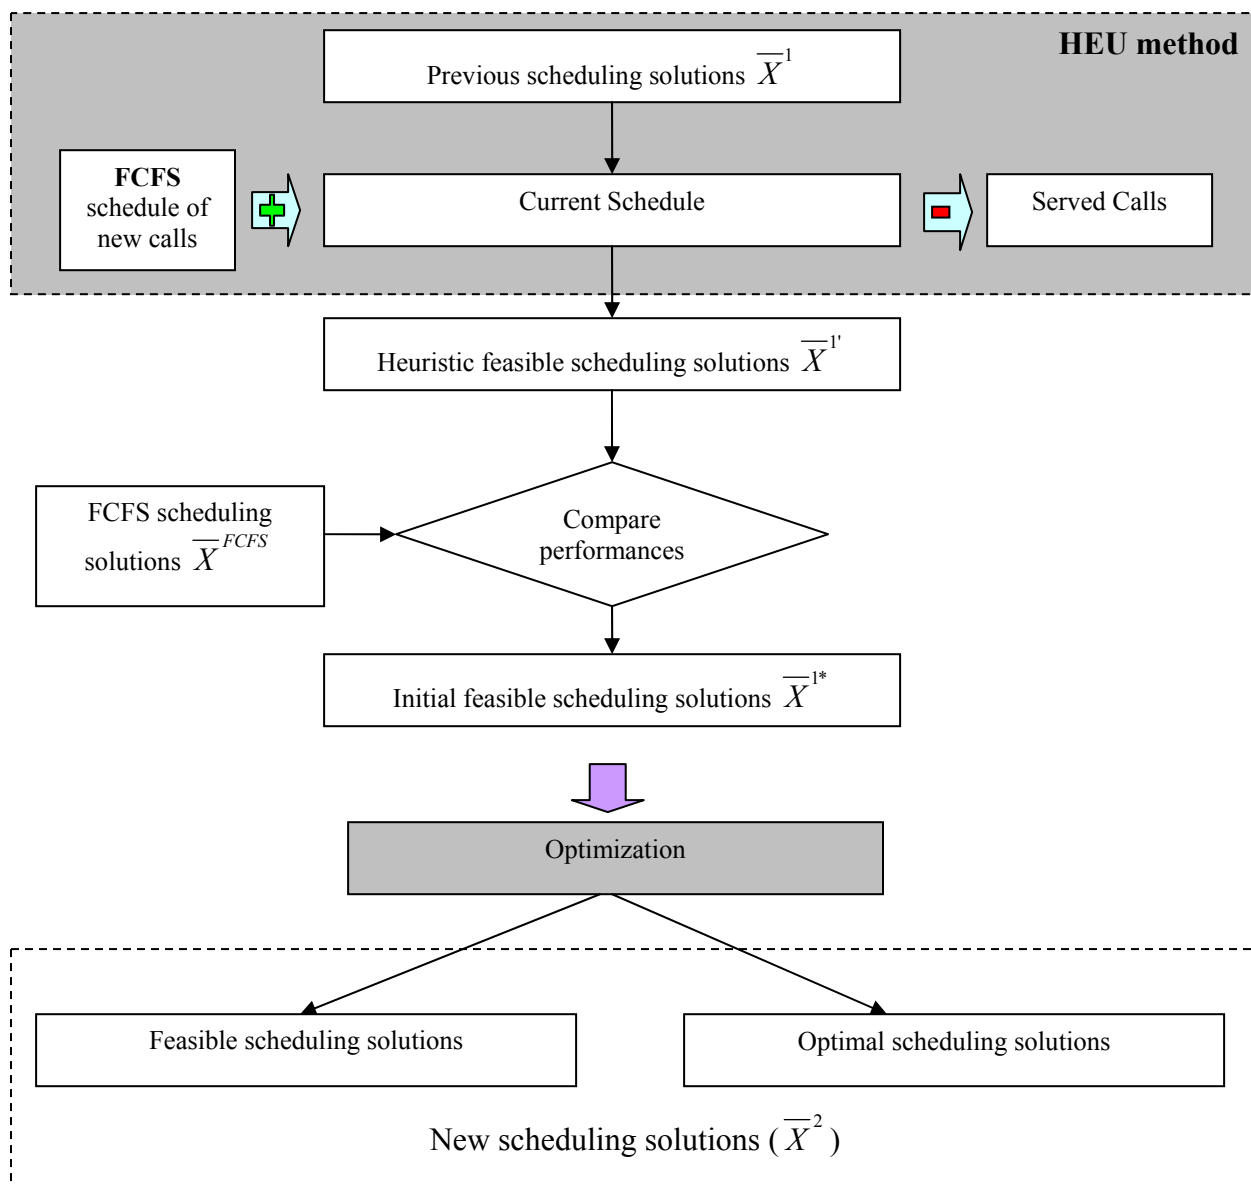 HEU method
Previous scheduling solutions X̅¹
FCFS
schedule of
new calls
Current Schedule
Served Calls
Heuristic feasible scheduling solutions X̅¹'
FCFS scheduling
solutions X̅^FCFS
Compare
performances
Initial feasible scheduling solutions X̅¹*
Optimization
Feasible scheduling solutions
Optimal scheduling solutions
New scheduling solutions ( X̅² )